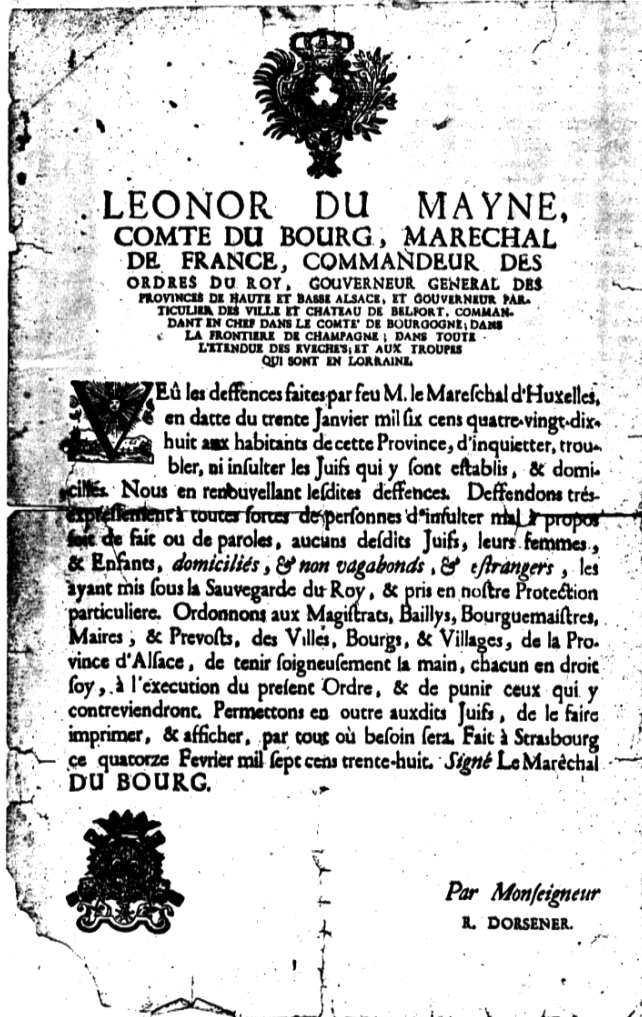 LEONOR DU MAYNE,
COMTE DU BOURG, MARECHAL
DE FRANCE, COMMANDEUR DES
ORDRES DU ROY, GOUVERNEUR GENERAL DES
PROVINCES DE HAUTE ET BASSE ALSACE, ET GOUVERNEUR PAR-
TICULIER DES VILLE ET CHATEAU DE BELFORT, COMMAN-
DANT EN CHEF DANS LE COMTE' DE BOURGOGNE; DANS
LA FRONTIERE DE CHAMPAGNE; DANS TOUTE
L'ETENDUE DES EVECHE'S; ET AUX TROUPES
QUI SONT EN LORRAINE.
VEû les deffences faites par feu M. le Mareſchal d'Huxelles,
en datte du trente Janvier mil ſix cens quatre-vingt-dix-
huit aux habitants de cette Province, d'inquietter, trou-
bler, ni inſulter les Juifs qui y ſont eſtablis, & domi-
ciliés. Nous en renouvellant leſdites deffences. Deffendons trés-
expreſſement à toutes ſortes de perſonnes d'inſulter mal à propos
ſoit de fait ou de paroles, aucuns deſdits Juifs, leurs femmes,
& Enfants, domiciliés, & non vagabonds, & eſtrangers, les
ayant mis ſous la Sauvegarde du Roy, & pris en noſtre Protection
particuliere. Ordonnons aux Magiſtrats, Baillys, Bourguemaiſtres,
Maires, & Prevoſts, des Villes, Bourgs, & Villages, de la Pro-
vince d'Alſace, de tenir ſoigneuſement la main, chacun en droit
ſoy, à l'execution du preſent Ordre, & de punir ceux qui y
contreviendront. Permettons en outre auxdits Juifs, de le faire
imprimer, & afficher, par tout où beſoin ſera. Fait à Strasbourg
ce quatorze Fevrier mil ſept cens trente-huit. Signé Le Marèchal
DU BOURG.
Par Monſeigneur
R. DORSENER.